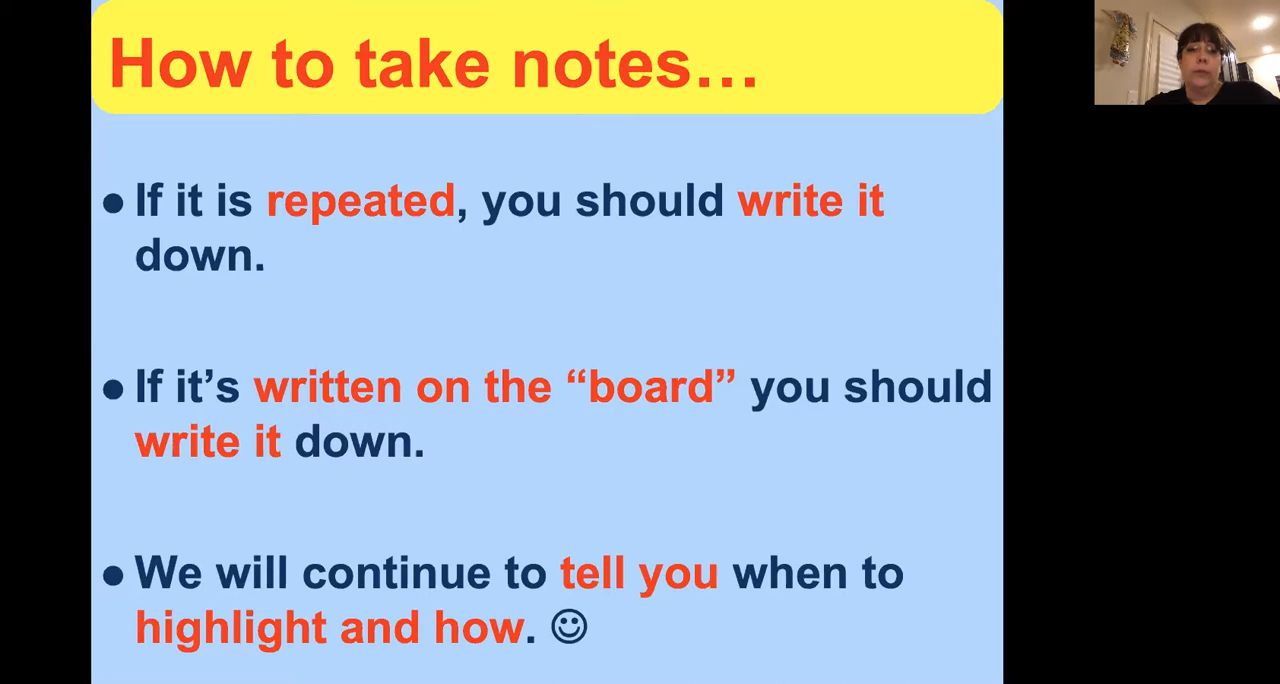 How to take notes…
● If it is repeated, you should write it
down.
● If it’s written on the “board” you should
write it down.
● We will continue to tell you when to
highlight and how. ☺